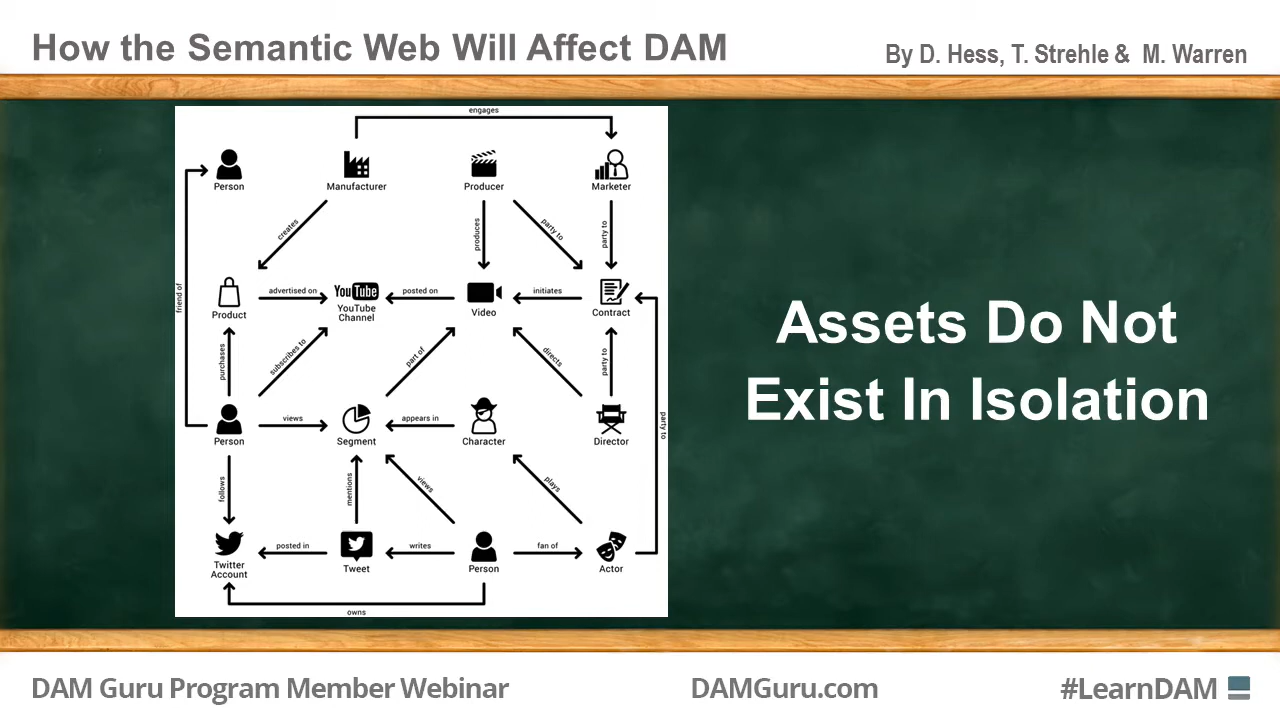 How the Semantic Web Will Affect DAM
By D. Hess, T. Strehle & M. Warren
engages
Person
Manufacturer
Producer
Marketer
creates
produces
party to
party to
friend of
Product
advertised on
YouTube
YouTube
Channel
posted on
Video
initiates
Contract
purchases
subscribes to
part of
directs
party to
party to
Person
views
Segment
appears in
Character
Director
follows
mentions
views
plays
Twitter
Account
posted in
Tweet
writes
Person
fan of
Actor
owns
Assets Do Not
Exist In Isolation
DAM Guru Program Member Webinar
DAMGuru.com
#LearnDAM